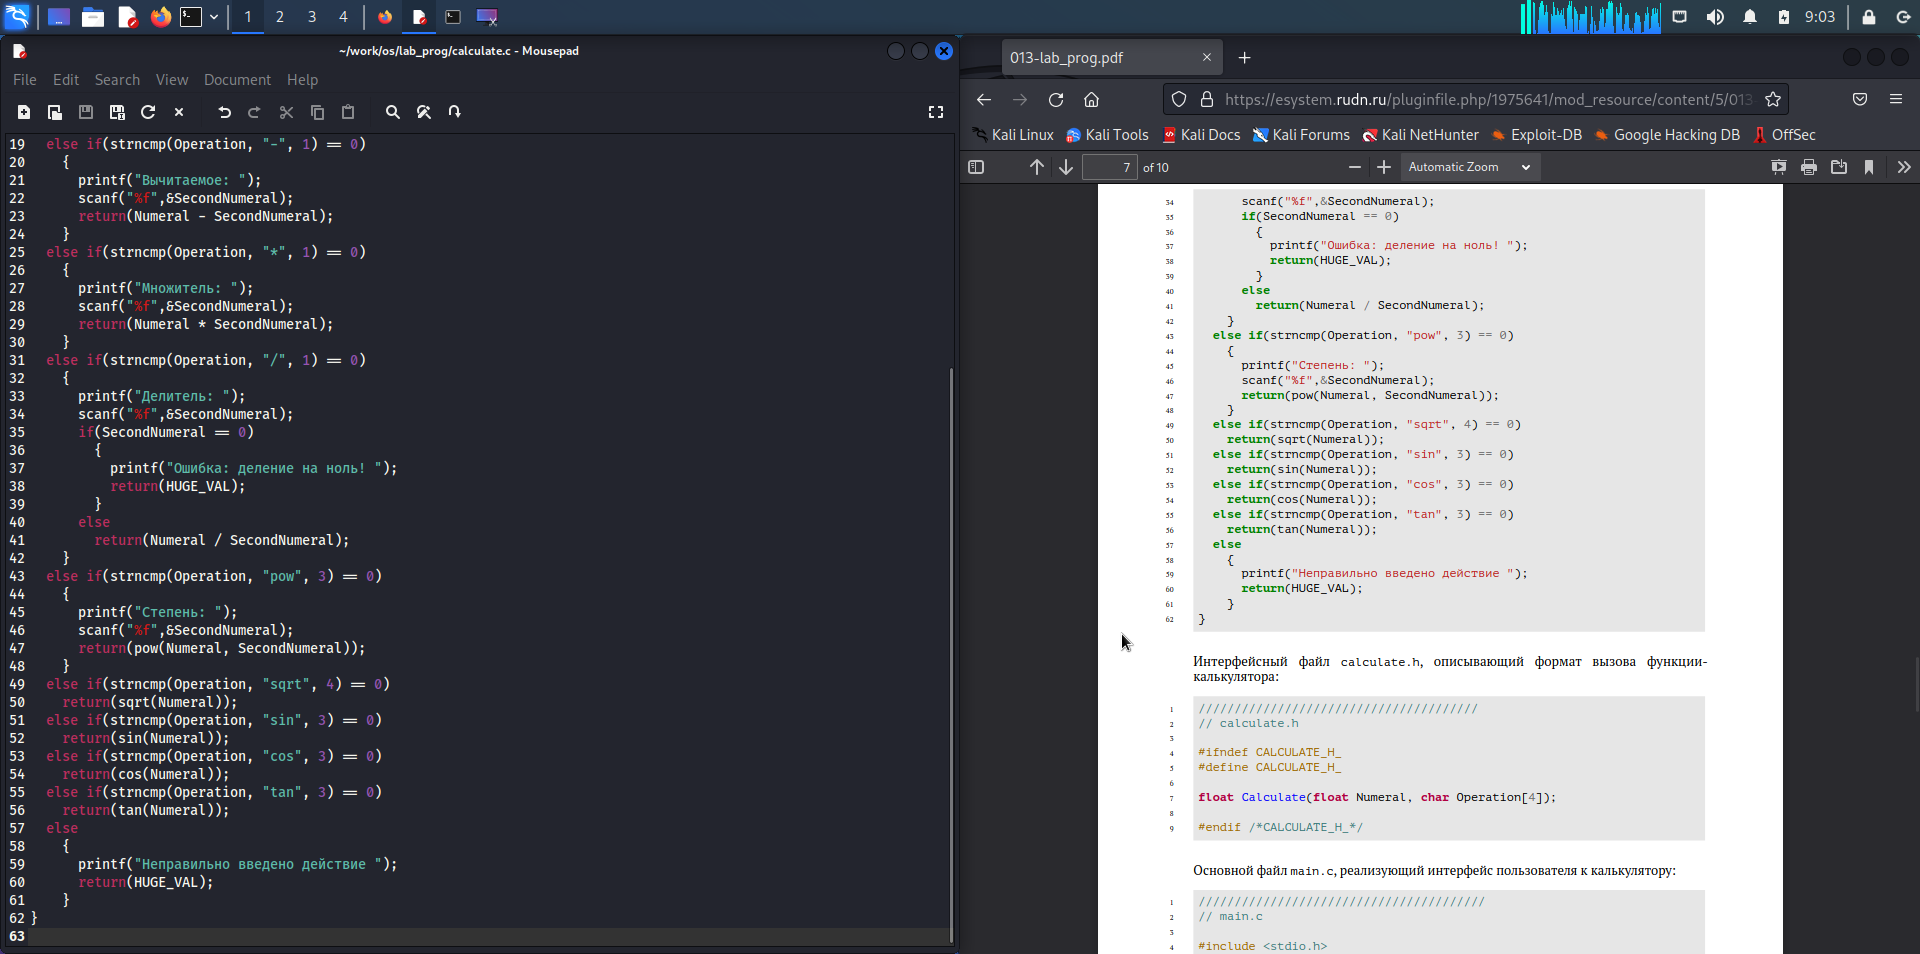 1 2 3 4 9:03
~/work/os/lab_prog/calculate.c - Mousepad
File Edit Search View Document Help
19 else if(strncmp(Operation, "-", 1) == 0)
20 {
21 printf("Вычитаемое: ");
22 scanf("%f",&SecondNumeral);
23 return(Numeral - SecondNumeral);
24 }
25 else if(strncmp(Operation, "*", 1) == 0)
26 {
27 printf("Множитель: ");
28 scanf("%f",&SecondNumeral);
29 return(Numeral * SecondNumeral);
30 }
31 else if(strncmp(Operation, "/", 1) == 0)
32 {
33 printf("Делитель: ");
34 scanf("%f",&SecondNumeral);
35 if(SecondNumeral == 0)
36 {
37 printf("Ошибка: деление на ноль! ");
38 return(HUGE_VAL);
39 }
40 else
41 return(Numeral / SecondNumeral);
42 }
43 else if(strncmp(Operation, "pow", 3) == 0)
44 {
45 printf("Степень: ");
46 scanf("%f",&SecondNumeral);
47 return(pow(Numeral, SecondNumeral));
48 }
49 else if(strncmp(Operation, "sqrt", 4) == 0)
50 return(sqrt(Numeral));
51 else if(strncmp(Operation, "sin", 3) == 0)
52 return(sin(Numeral));
53 else if(strncmp(Operation, "cos", 3) == 0)
54 return(cos(Numeral));
55 else if(strncmp(Operation, "tan", 3) == 0)
56 return(tan(Numeral));
57 else
58 {
59 printf("Неправильно введено действие ");
60 return(HUGE_VAL);
61 }
62 }
63
013-lab_prog.pdf
https://esystem.rudn.ru/pluginfile.php/1975641/mod_resource/content/5/013-
Kali Linux Kali Tools Kali Docs Kali Forums Kali NetHunter Exploit-DB Google Hacking DB OffSec
7 of 10 Automatic Zoom
34 scanf("%f",&SecondNumeral);
35 if(SecondNumeral == 0)
36 {
37 printf("Ошибка: деление на ноль! ");
38 return(HUGE_VAL);
39 }
40 else
41 return(Numeral / SecondNumeral);
42 }
43 else if(strncmp(Operation, "pow", 3) == 0)
44 {
45 printf("Степень: ");
46 scanf("%f",&SecondNumeral);
47 return(pow(Numeral, SecondNumeral));
48 }
49 else if(strncmp(Operation, "sqrt", 4) == 0)
50 return(sqrt(Numeral));
51 else if(strncmp(Operation, "sin", 3) == 0)
52 return(sin(Numeral));
53 else if(strncmp(Operation, "cos", 3) == 0)
54 return(cos(Numeral));
55 else if(strncmp(Operation, "tan", 3) == 0)
56 return(tan(Numeral));
57 else
58 {
59 printf("Неправильно введено действие ");
60 return(HUGE_VAL);
61 }
62 }
Интерфейсный файл calculate.h, описывающий формат вызова функции-
калькулятора:
1 ///////////////////////////////////////
2 // calculate.h
3
4 #ifndef CALCULATE_H_
5 #define CALCULATE_H_
6
7 float Calculate(float Numeral, char Operation[4]);
8
9 #endif /*CALCULATE_H_*/
Основной файл main.c, реализующий интерфейс пользователя к калькулятору:
1 ////////////////////////////////////////
2 // main.c
3
4 #include <stdio.h>